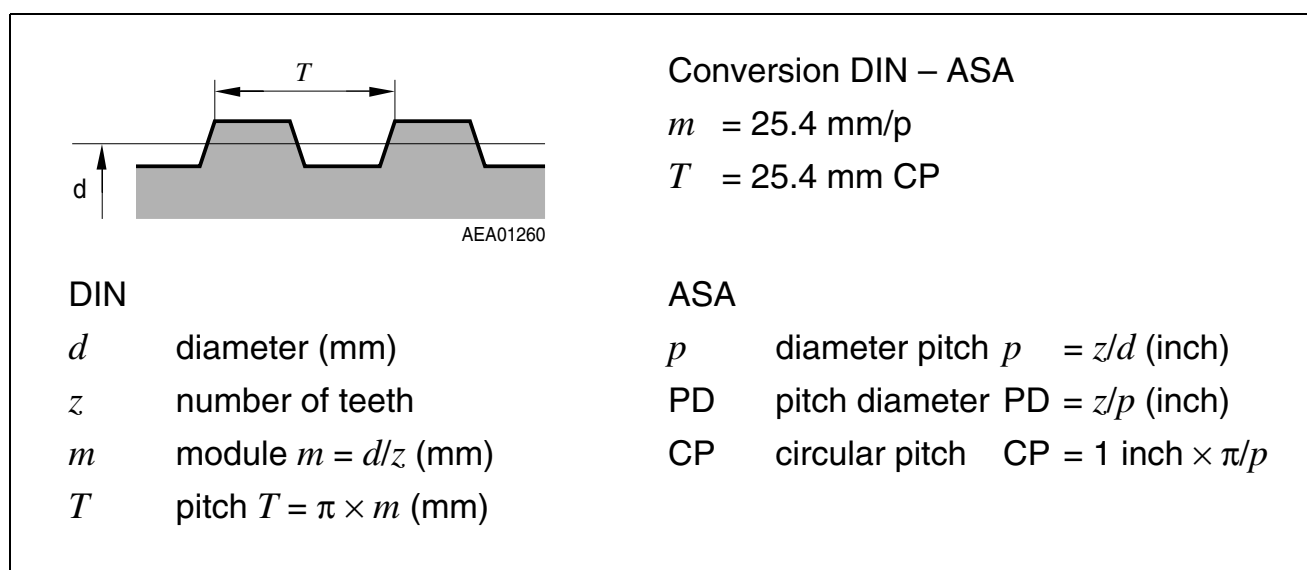 T
d
AEA01260
Conversion DIN – ASA
m = 25.4 mm/p
T = 25.4 mm CP
DIN
d diameter (mm)
z number of teeth
m module m = d/z (mm)
T pitch T = π × m (mm)
ASA
p diameter pitch p = z/d (inch)
PD pitch diameter PD = z/p (inch)
CP circular pitch CP = 1 inch × π/p